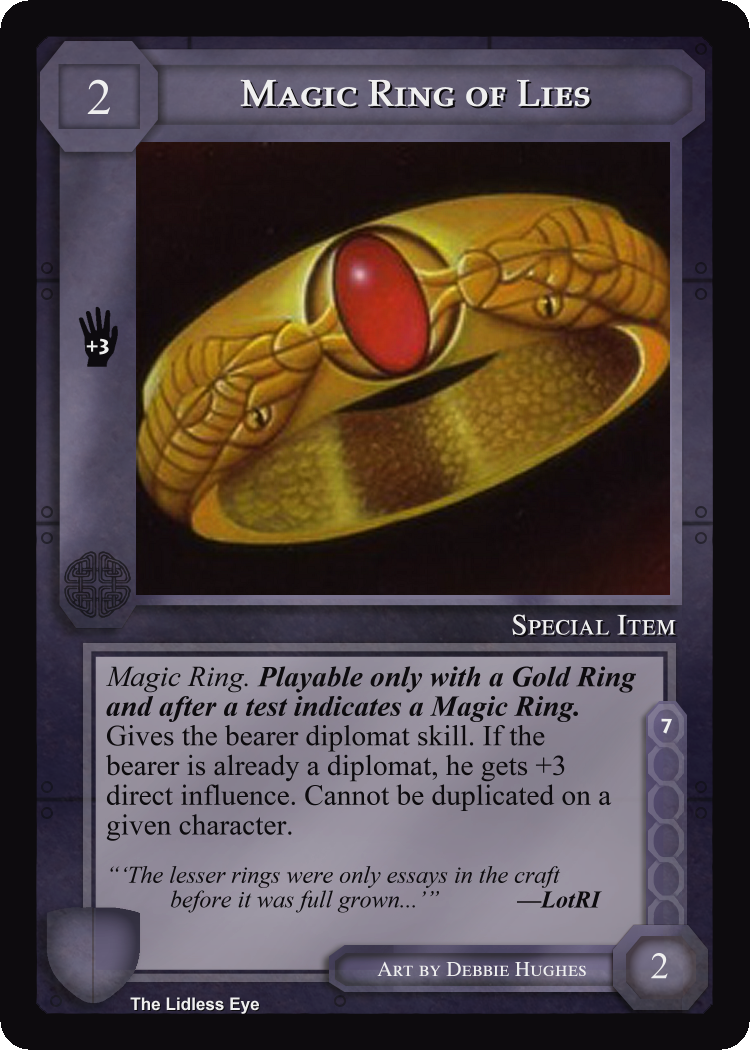 2
Magic Ring of Lies
+3
Special Item
Magic Ring. Playable only with a Gold Ring
and after a test indicates a Magic Ring.
Gives the bearer diplomat skill. If the
bearer is already a diplomat, he gets +3
direct influence. Cannot be duplicated on a
given character.
7
“‘The lesser rings were only essays in the craft
before it was full grown...’” —LotRI
Art by Debbie Hughes
2
The Lidless Eye